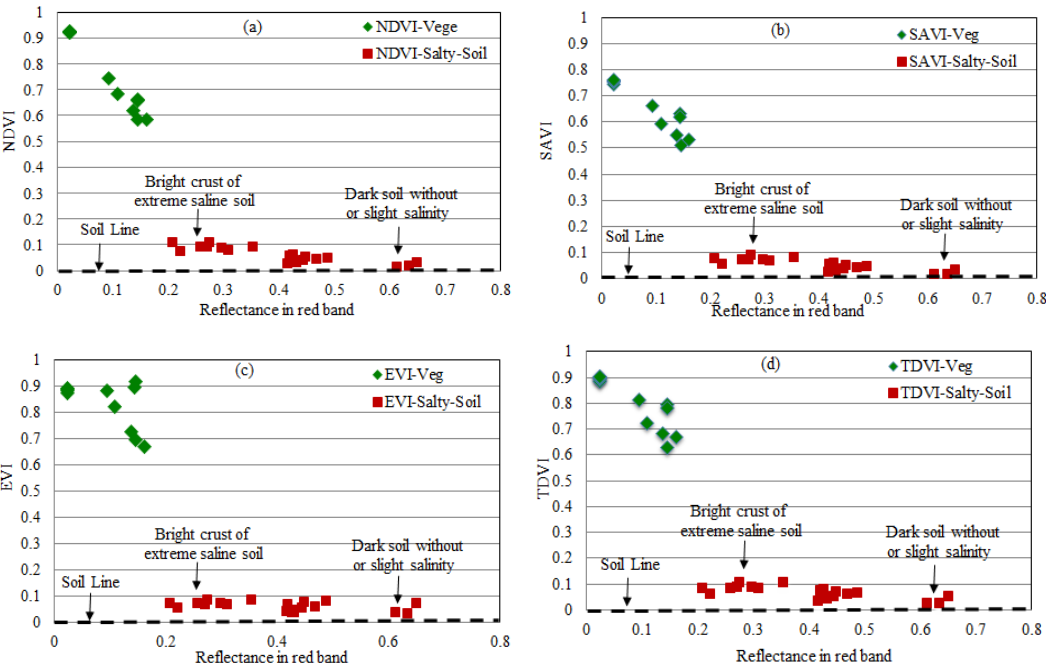 (a)
NDVI-Vege
NDVI-Salty-Soil
1
0.9
0.8
0.7
0.6
0.5
0.4
0.3
0.2
0.1
0
NDVI
Bright crust of
extreme saline soil
Dark soil without
or slight salinity
Soil Line
0 0.1 0.2 0.3 0.4 0.5 0.6 0.7 0.8
Reflectance in red band
(b)
SAVI-Veg
SAVI-Salty-Soil
1
0.9
0.8
0.7
0.6
0.5
0.4
0.3
0.2
0.1
0
SAVI
Bright crust of
extreme saline soil
Dark soil without
or slight salinity
Soil Line
0 0.1 0.2 0.3 0.4 0.5 0.6 0.7 0.8
Reflectance in red band
(c)
EVI-Veg
EVI-Salty-Soil
1
0.9
0.8
0.7
0.6
0.5
0.4
0.3
0.2
0.1
0
EVI
Bright crust of
extreme saline soil
Dark soil without
or slight salinity
Soil Line
0 0.2 0.4 0.6 0.8
Reflectance in red band
(d)
TDVI-Veg
TDVI-Salty-Soil
1
0.9
0.8
0.7
0.6
0.5
0.4
0.3
0.2
0.1
0
TDVI
Bright crust of
extreme saline soil
Dark soil without
or slight salinity
Soil Line
0 0.1 0.2 0.3 0.4 0.5 0.6 0.7 0.8
Reflectance in red band